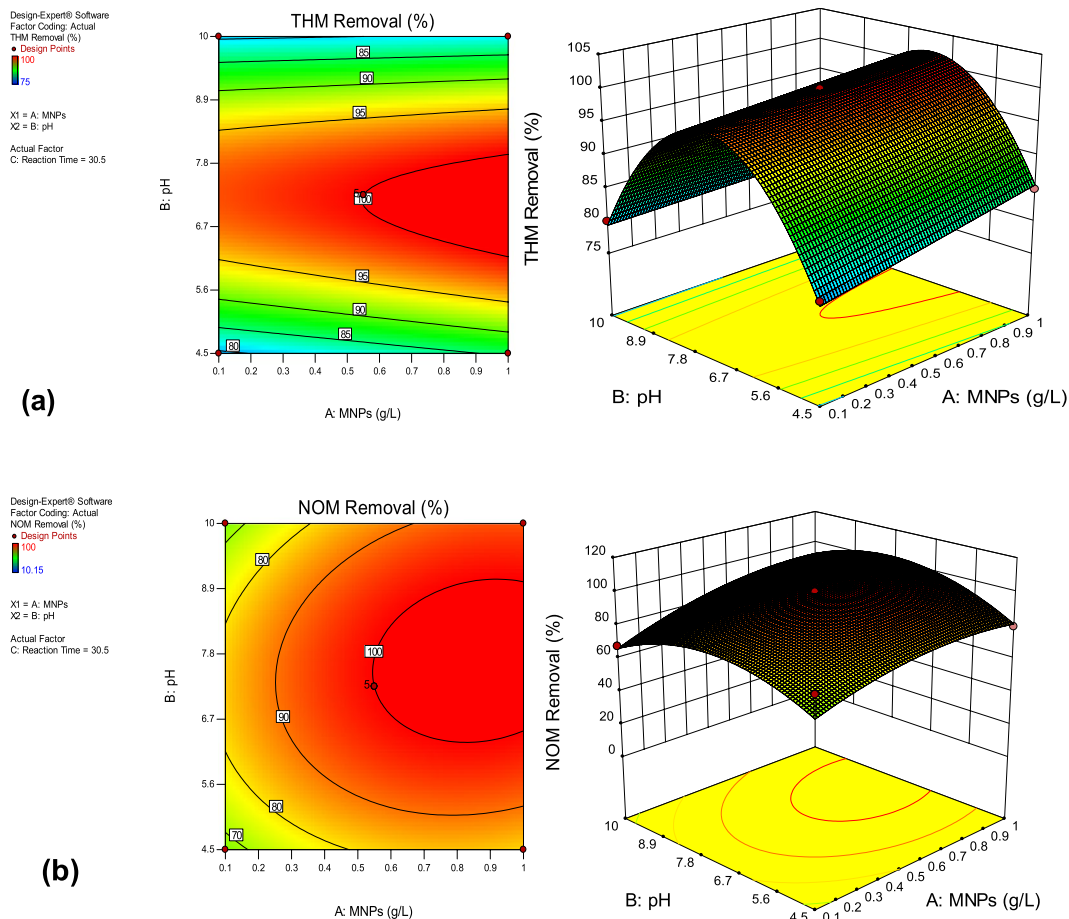 Design-Expert® Software
Factor Coding: Actual
THM Removal (%)
Design Points
100
75
X1 = A: MNPs
X2 = B: pH
Actual Factor
C: Reaction Time = 30.5
THM Removal (%)
10
8.9
7.8
6.7
5.6
4.5
B: pH
85
90
95
5
100
95
90
85
80
0.1 0.2 0.3 0.4 0.5 0.6 0.7 0.8 0.9 1
A: MNPs (g/L)
105
100
95
90
85
80
75
THM Removal (%)
10
8.9
7.8
6.7
5.6
4.5
B: pH
0.1
0.2
0.3
0.4
0.5
0.6
0.7
0.8
0.9
1
A: MNPs (g/L)
(a)
Design-Expert® Software
Factor Coding: Actual
NOM Removal (%)
Design Points
100
10.15
X1 = A: MNPs
X2 = B: pH
Actual Factor
C: Reaction Time = 30.5
NOM Removal (%)
10
8.9
7.8
6.7
5.6
4.5
B: pH
80
100
5
90
80
70
0.1 0.2 0.3 0.4 0.5 0.6 0.7 0.8 0.9 1
A: MNPs (g/L)
120
100
80
60
40
20
0
NOM Removal (%)
10
8.9
7.8
6.7
5.6
4.5
B: pH
0.1
0.2
0.3
0.4
0.5
0.6
0.7
0.8
0.9
1
A: MNPs (g/L)
(b)